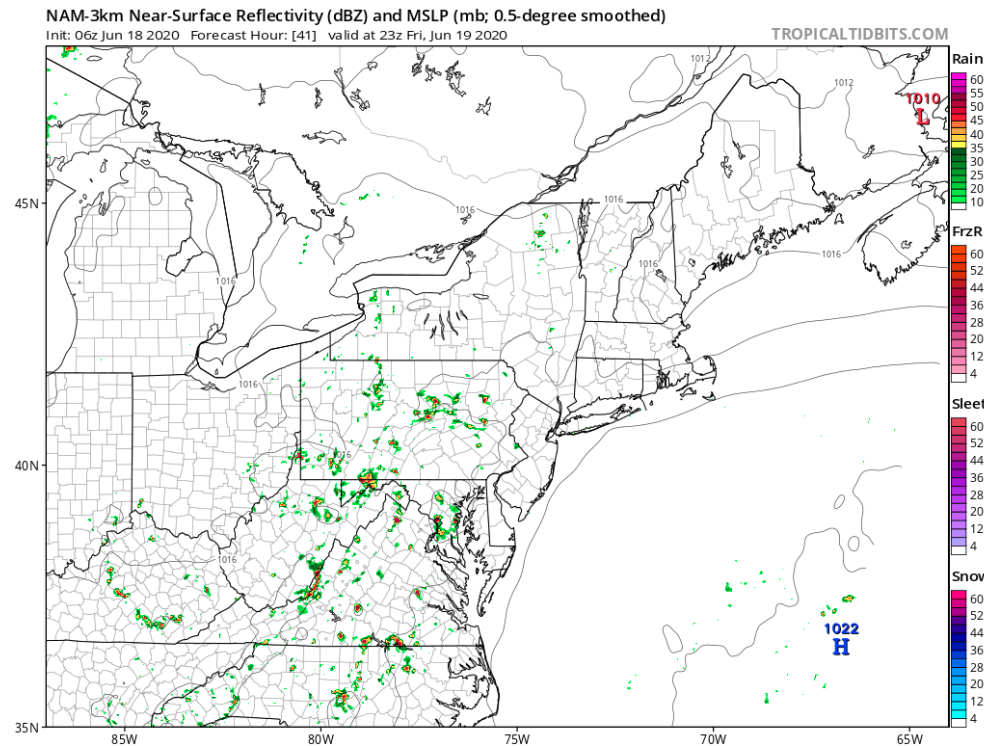 NAM-3km Near-Surface Reflectivity (dBZ) and MSLP (mb; 0.5-degree smoothed)
Init: 06z Jun 18 2020 Forecast Hour: [41] valid at 23z Fri, Jun 19 2020
TROPICALTIDBITS.COM
Rain
60
55
50
45
40
35
30
25
20
10
FrzR
60
52
44
36
28
20
12
4
Sleet
60
52
44
36
28
20
12
4
Snow
60
52
44
36
28
20
12
4
1012
1012
1010
L
45N
1016
1016
1016
1016
1016
1016
40N
1016
1016
1022
H
35N
85W
80W
75W
70W
65W